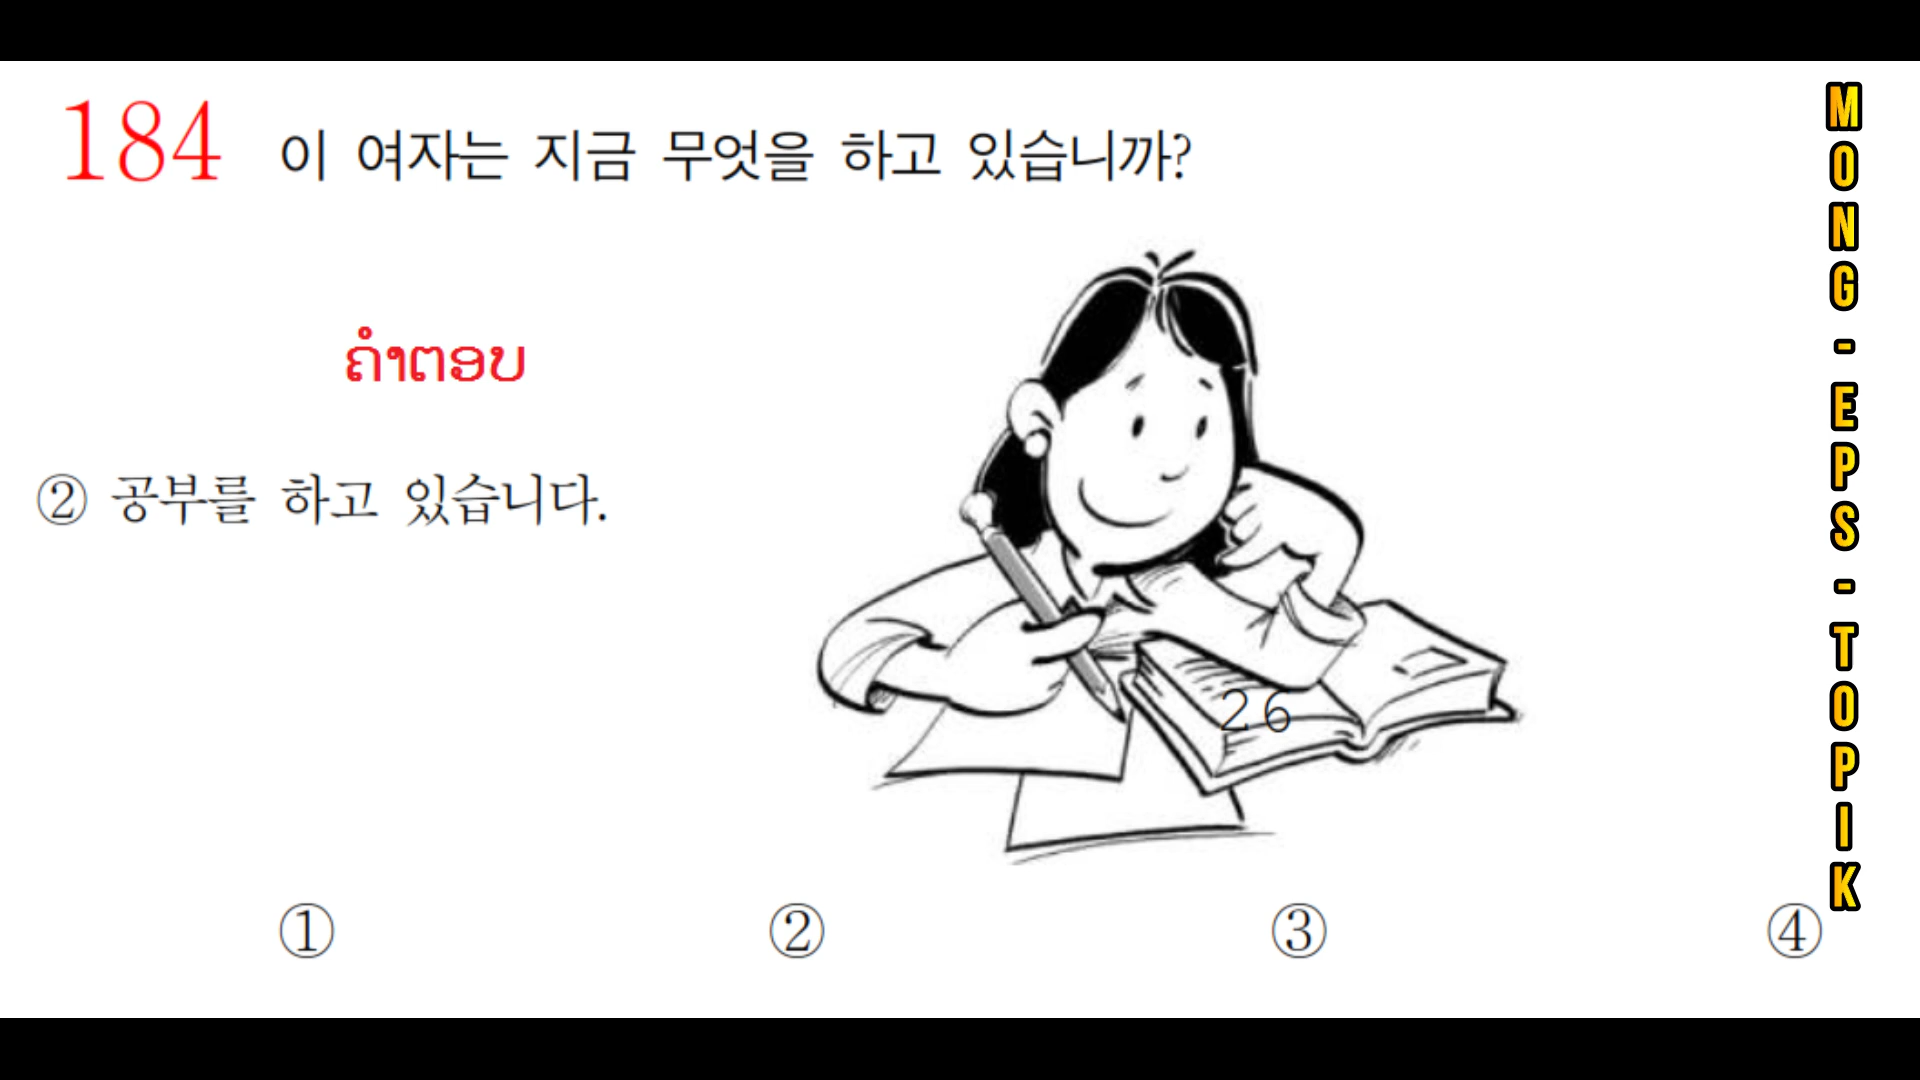 184 이 여자는 지금 무엇을 하고 있습니까?
ຄຳຕອບ
② 공부를 하고 있습니다.
26
① ② ③ ④
MONG-EPS-TOPIK